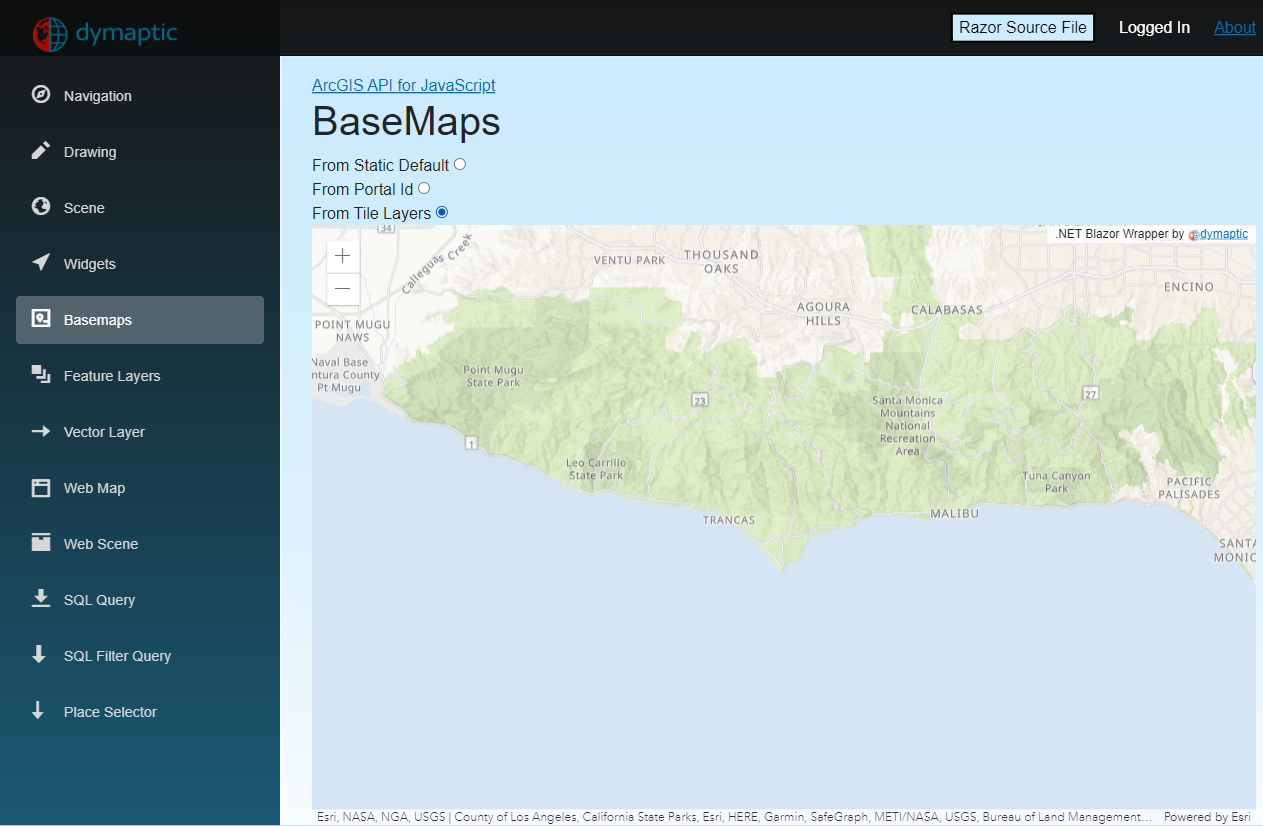 dymaptic
Razor Source File
Logged In
About
Navigation
Drawing
Scene
Widgets
Basemaps
Feature Layers
Vector Layer
Web Map
Web Scene
SQL Query
SQL Filter Query
Place Selector
ArcGIS API for JavaScript
BaseMaps
From Static Default
From Portal Id
From Tile Layers
34
.NET Blazor Wrapper by dymaptic
+
Calleguas Creek
VENTU PARK
THOUSAND
OAKS
−
ENCINO
AGOURA
HILLS
CALABASAS
POINT MUGU
NAWS
Naval Base
ntura County
Pt Mugu
Point Mugu
State Park
23
27
Santa Monica
Mountains
National
Recreation
Area
1
Leo Carrillo
State Park
Tuna Canyon
Park
PACIFIC
PALISADES
TRANCAS
MALIBU
SANTA
MONIC
Esri, NASA, NGA, USGS | County of Los Angeles, California State Parks, Esri, HERE, Garmin, SafeGraph, METI/NASA, USGS, Bureau of Land Management...
Powered by Esri